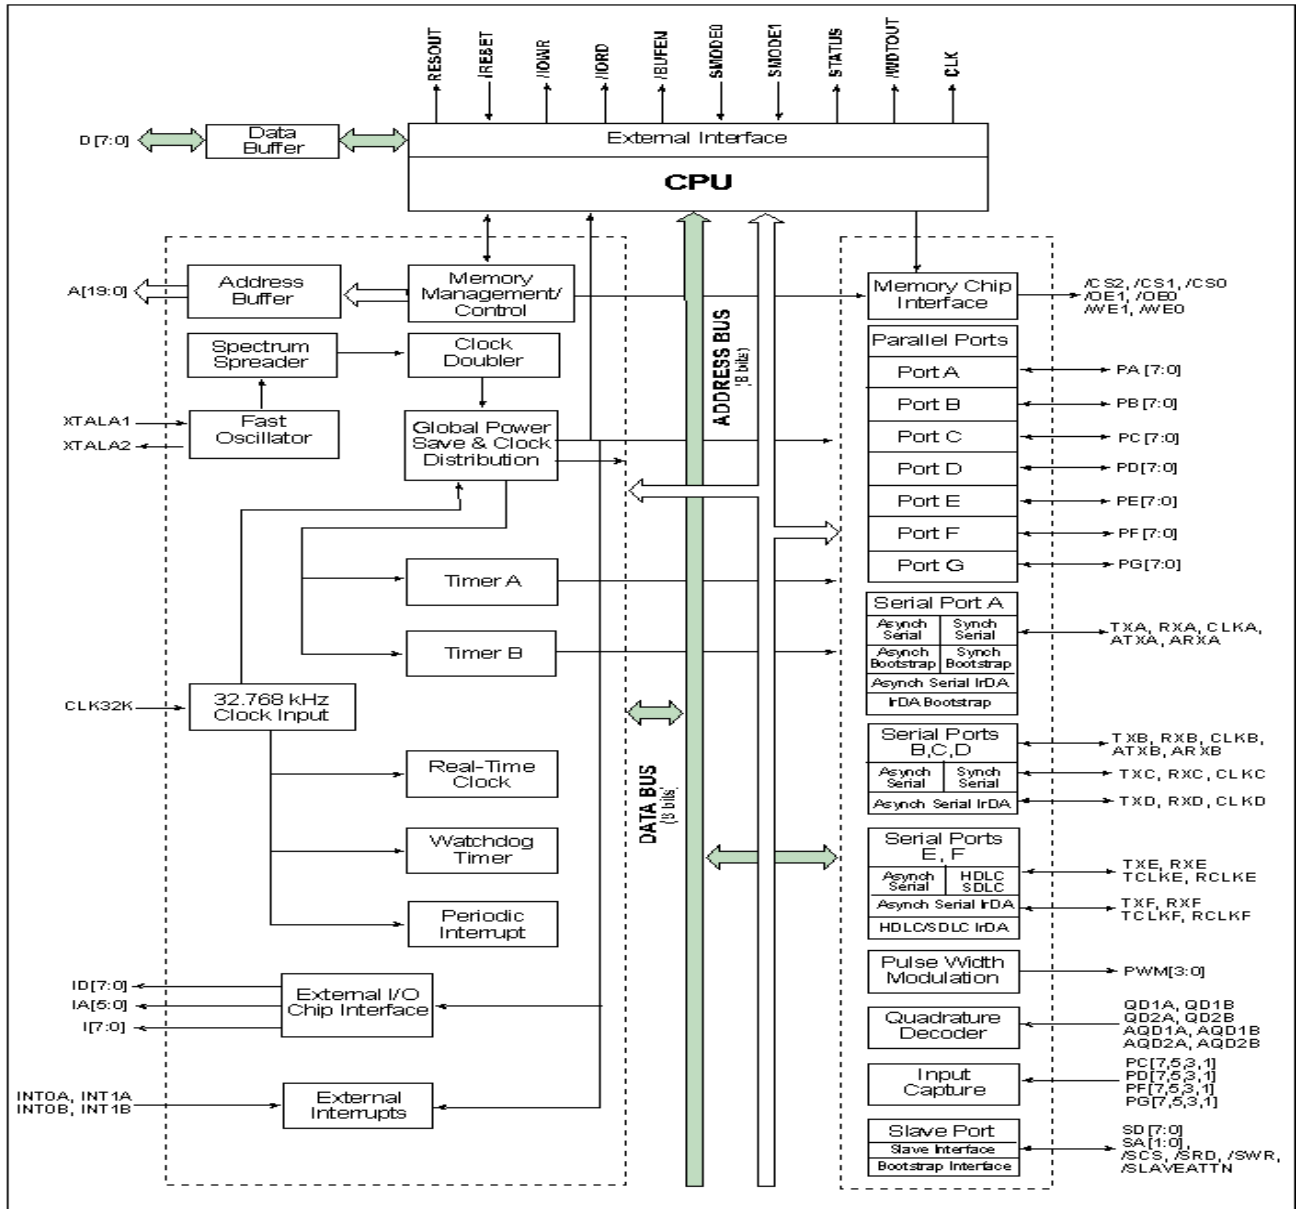 RESOUT
/RESET
/IOWR
/IORD
/BUFEN
SMODE0
SMODE1
STATUS
/WDTOUT
CLK
D[7:0]
Data
Buffer
External Interface
CPU
A[19:0]
Address
Buffer
Memory
Management/
Control
Memory Chip
Interface
/CS2, /CS1, /CS0
/OE1, /OE0
/WE1, /WE0
Spectrum
Spreader
Clock
Doubler
ADDRESS BUS
(8 bits)
Parallel Ports
Port A
PA [7:0]
Port B
PB [7:0]
Port C
PC [7:0]
Port D
PD [7:0]
Port E
PE [7:0]
Port F
PF [7:0]
Port G
PG [7:0]
XTALA1
XTALA2
Fast
Oscillator
Global Power
Save & Clock
Distribution
Timer A
Timer B
CLK32K
32.768 kHz
Clock Input
Real-Time
Clock
Watchdog
Timer
Periodic
Interrupt
DATA BUS
(8 bits)
Serial Port A
Asynch
Serial
Synch
Serial
Asynch
Bootstrap
Synch
Bootstrap
Asynch Serial IrDA
IrDA Bootstrap
TXA, RXA, CLKA,
ATXA, ARXA
Serial Ports
B,C,D
Asynch
Serial
Synch
Serial
Asynch Serial IrDA
TXB, RXB, CLKB,
ATXB, ARXB
TXC, RXC, CLKC
TXD, RXD, CLKD
Serial Ports
E, F
Asynch
Serial
HDLC
SDLC
Asynch Serial IrDA
HDLC/SDLC IrDA
TXE, RXE
TCLKE, RCLKE
TXF, RXF
TCLKF, RCLKF
ID[7:0]
IA[5:0]
I[7:0]
External I/O
Chip Interface
Pulse Width
Modulation
PWM[3:0]
Quadrature
Decoder
QD1A, QD1B
QD2A, QD2B
AQD1A, AQD1B
AQD2A, AQD2B
INT0A, INT1A
INT0B, INT1B
External
Interrupts
Input
Capture
PC[7,5,3,1]
PD[7,5,3,1]
PF[7,5,3,1]
PG[7,5,3,1]
Slave Port
Slave Interface
Bootstrap Interface
SD[7:0]
SA[1:0],
/SCS, /SRD, /SWR,
/SLAVEATTN